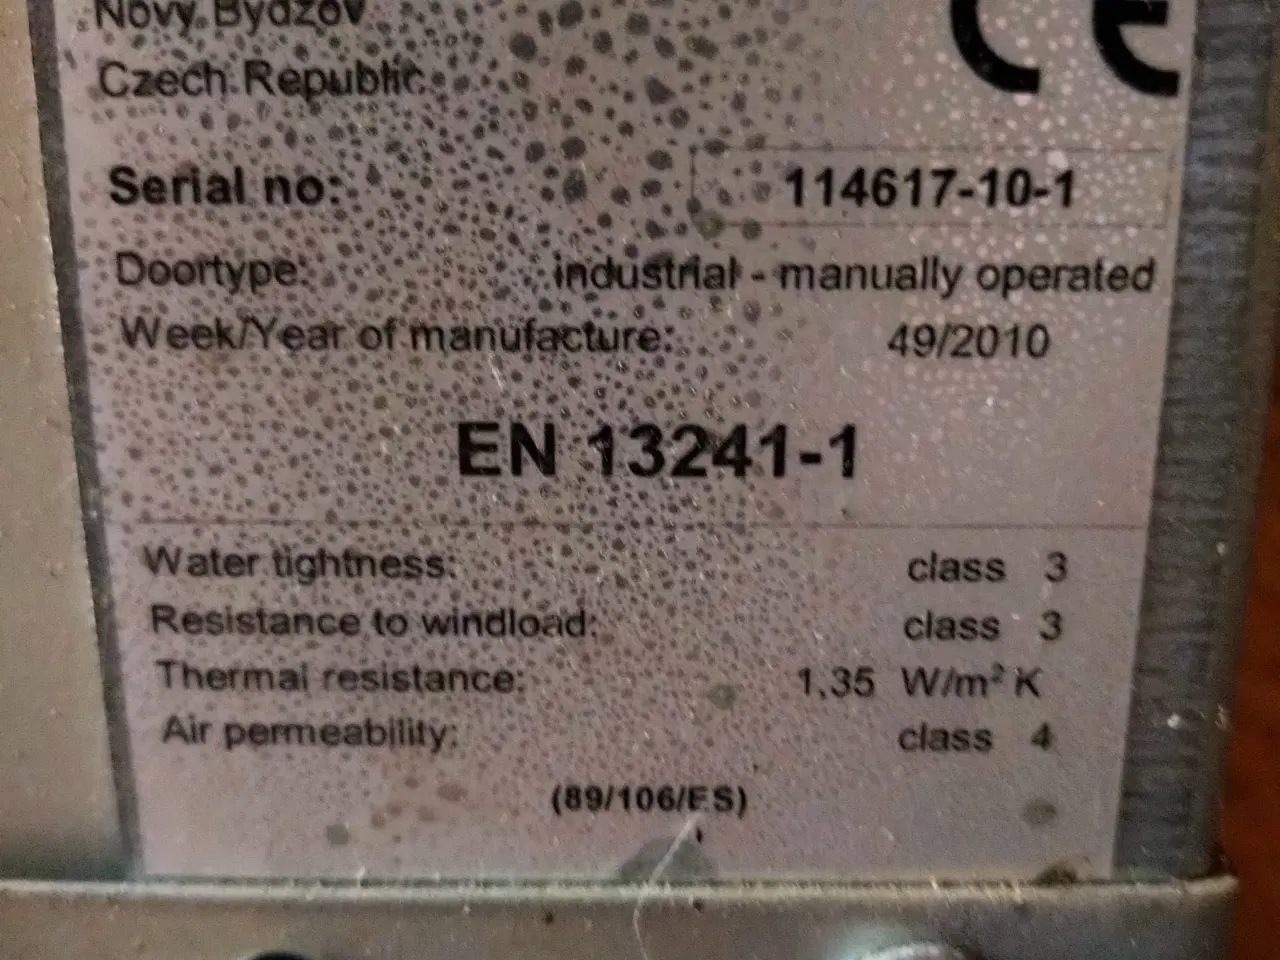 Nový Bydžov
CE
Czech Republic
Serial no: 114617-10-1
Doortype: industrial - manually operated
Week/Year of manufacture: 49/2010
EN 13241-1
Water tightness: class 3
Resistance to windload: class 3
Thermal resistance: 1,35 W/m² K
Air permeability: class 4
(89/106/ES)